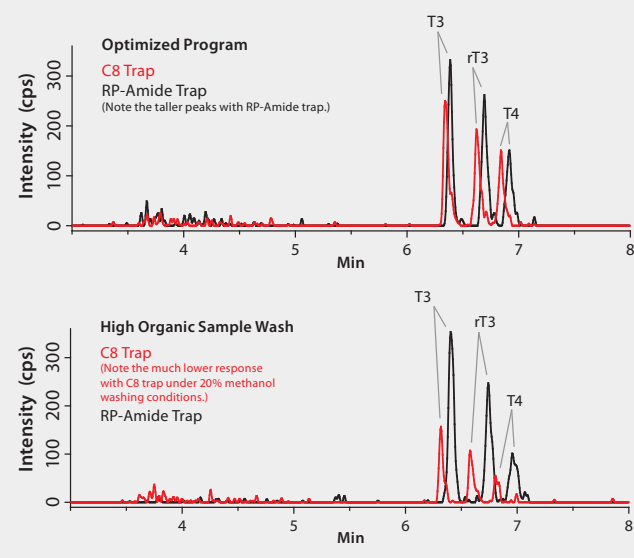 T3
Optimized Program
rT3
C8 Trap
RP-Amide Trap
(Note the taller peaks with RP-Amide trap.)
T4
Intensity (cps)
300
200
100
0
4
5
6
7
8
Min
T3
High Organic Sample Wash
rT3
C8 Trap
(Note the much lower response
with C8 trap under 20% methanol
washing conditions.)
RP-Amide Trap
T4
Intensity (cps)
300
200
100
0
4
5
6
7
8
Min